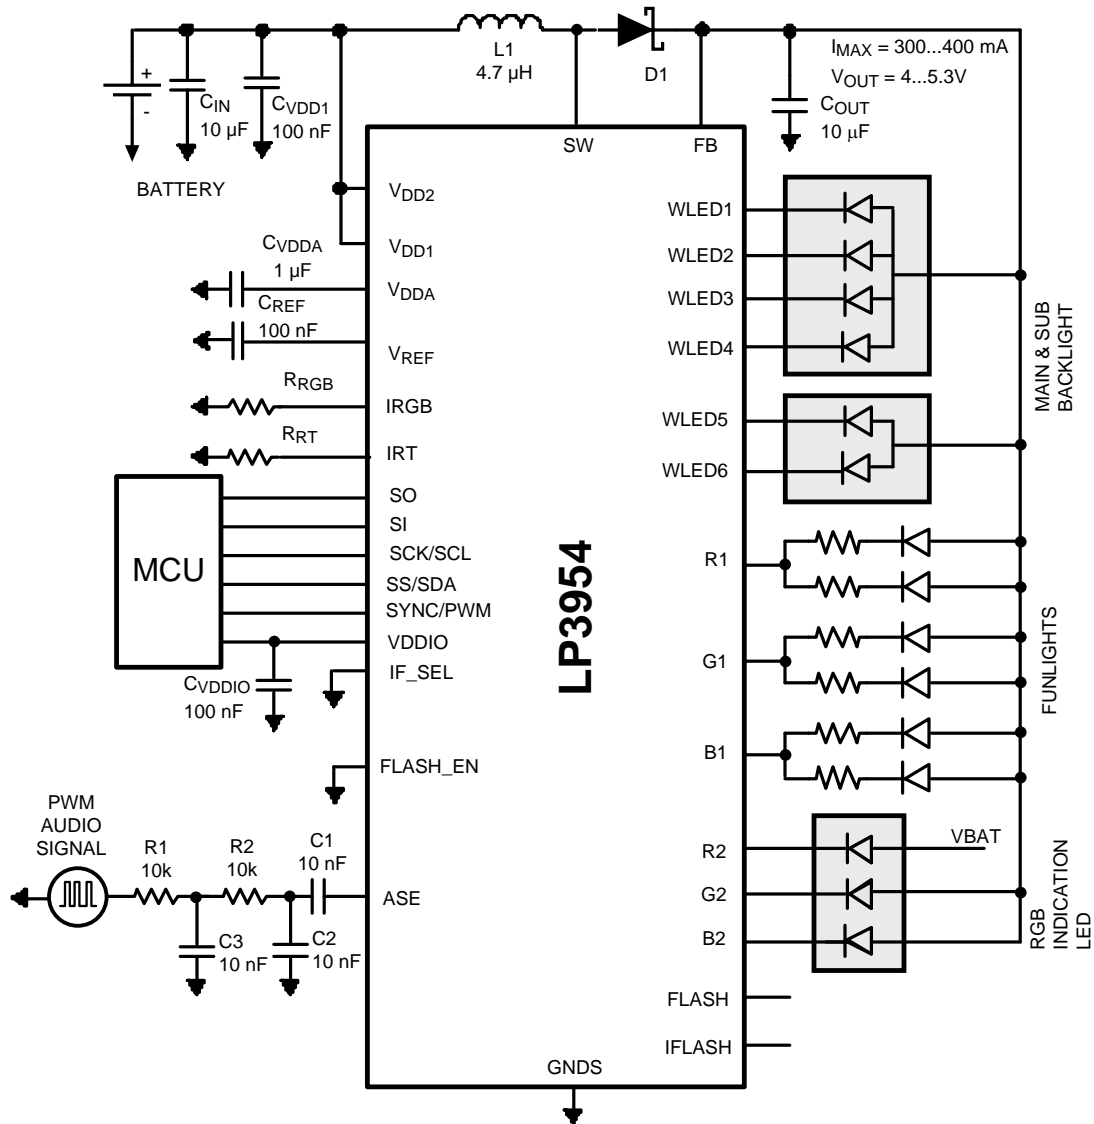 L1
4.7 µH
D1
IMAX = 300...400 mA
VOUT = 4...5.3V
+
-
CIN
10 µF
CVDD1
100 nF
COUT
10 µF
BATTERY
SW
FB
VDD2
VDD1
CVDDA
1 µF
VDDA
CREF
100 nF
VREF
RRGB
IRGB
RRT
IRT
MCU
SO
SI
SCK/SCL
SS/SDA
SYNC/PWM
VDDIO
IF_SEL
CVDDIO
100 nF
FLASH_EN
PWM
AUDIO
SIGNAL
R1
10k
R2
10k
C1
10 nF
ASE
C3
10 nF
C2
10 nF
LP3954
WLED1
WLED2
WLED3
WLED4
MAIN & SUB
BACKLIGHT
WLED5
WLED6
R1
G1
B1
FUNLIGHTS
R2
VBAT
G2
B2
RGB
INDICATION
LED
FLASH
IFLASH
GNDS